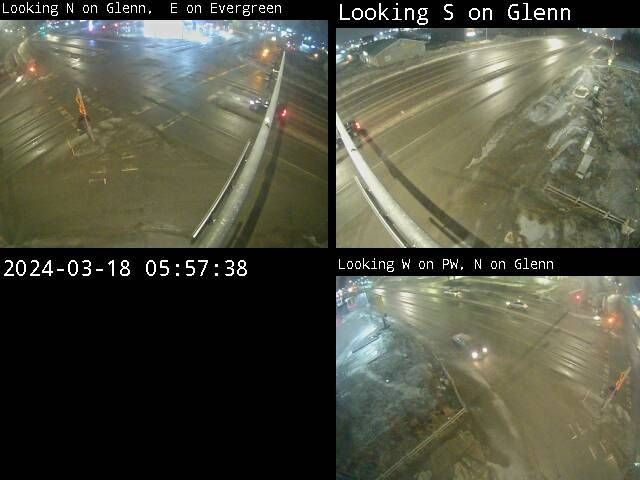 Looking N on Glenn,  E on Evergreen
Looking S on Glenn
2024-03-18 05:57:38
Looking W on PW, N on Glenn